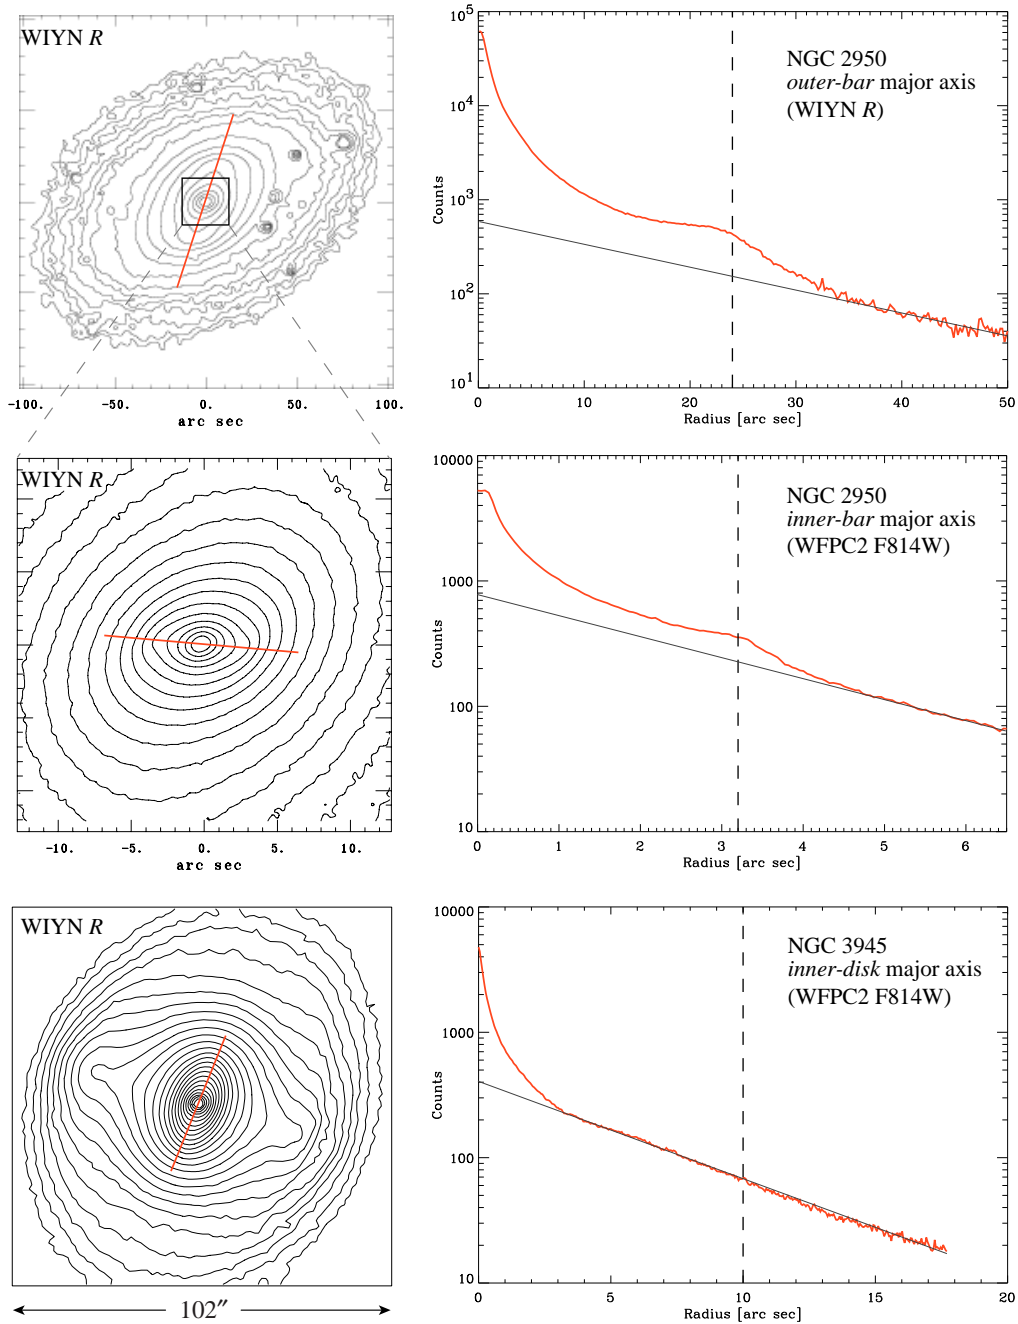 WIYN R
-100.
-50.
0.
50.
100.
arc sec
10^5
10^4
10^3
10^2
10^1
Counts
NGC 2950
outer-bar major axis
(WIYN R)
0
10
20
30
40
50
Radius [arc sec]
WIYN R
-10.
-5.
0.
5.
10.
arc sec
10000
1000
100
10
Counts
NGC 2950
inner-bar major axis
(WFPC2 F814W)
0
1
2
3
4
5
6
Radius [arc sec]
WIYN R
102″
10000
1000
100
10
Counts
NGC 3945
inner-disk major axis
(WFPC2 F814W)
0
5
10
15
20
Radius [arc sec]